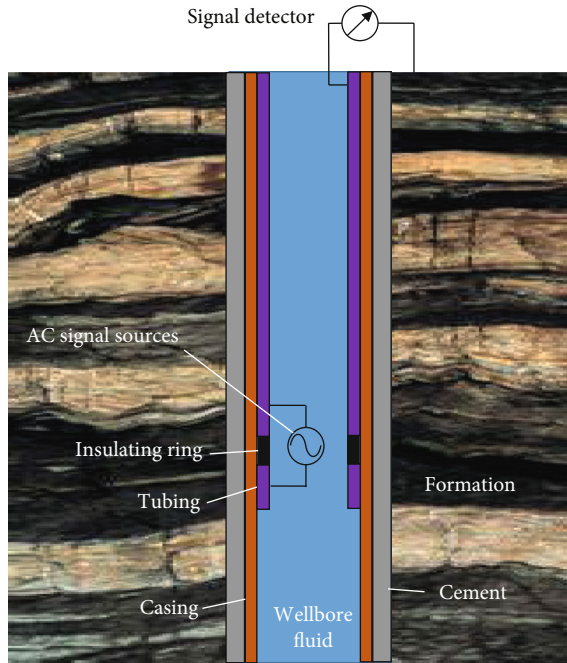 Signal detector
AC signal sources
Insulating ring
Tubing
Formation
Casing
Cement
Wellbore
fluid